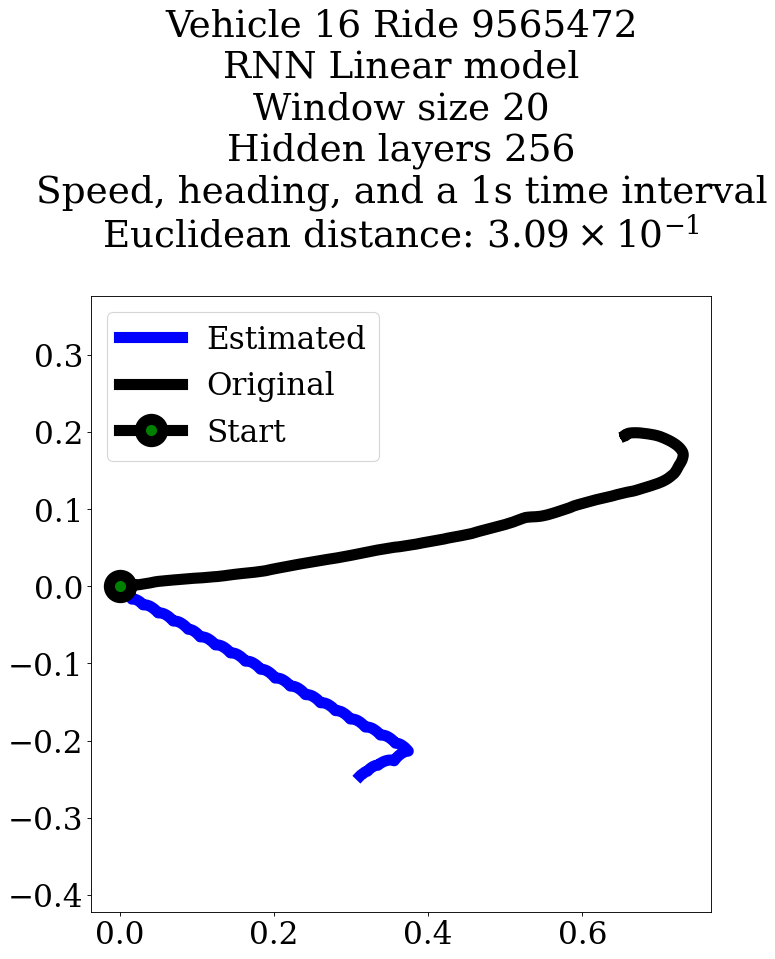 Vehicle 16 Ride 9565472
RNN Linear model
Window size 20
Hidden layers 256
Speed, heading, and a 1s time interval
Euclidean distance: 3.09 × 10⁻¹
Estimated
Original
Start
0.3
0.2
0.1
0.0
−0.1
−0.2
−0.3
−0.4
0.0 0.2 0.4 0.6